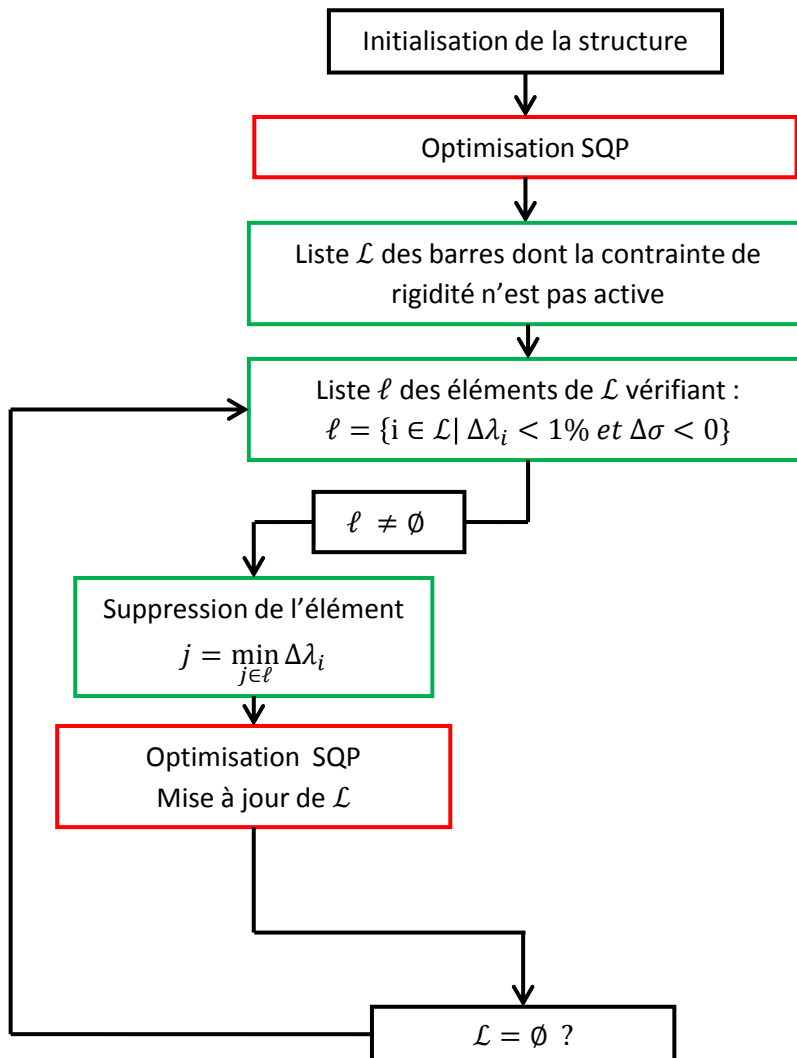 Initialisation de la structure
Optimisation SQP
Liste ℒ des barres dont la contrainte de
rigidité n’est pas active
Liste ℓ des éléments de ℒ vérifiant :
ℓ = {i ∈ ℒ| Δλᵢ < 1% et Δσ < 0}
ℓ ≠ ∅
Suppression de l’élément
j = min Δλᵢ
j∈ℓ
Optimisation SQP
Mise à jour de ℒ
ℒ = ∅ ?